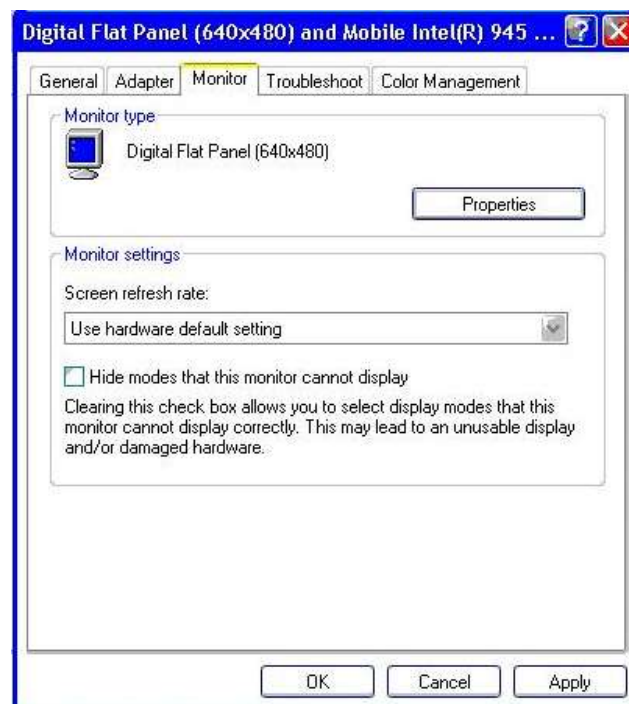 Digital Flat Panel (640x480) and Mobile Intel(R) 945 ...
General Adapter Monitor Troubleshoot Color Management
Monitor type
Digital Flat Panel (640x480)
Properties
Monitor settings
Screen refresh rate:
Use hardware default setting
Hide modes that this monitor cannot display
Clearing this check box allows you to select display modes that this
monitor cannot display correctly. This may lead to an unusable display
and/or damaged hardware.
OK Cancel Apply